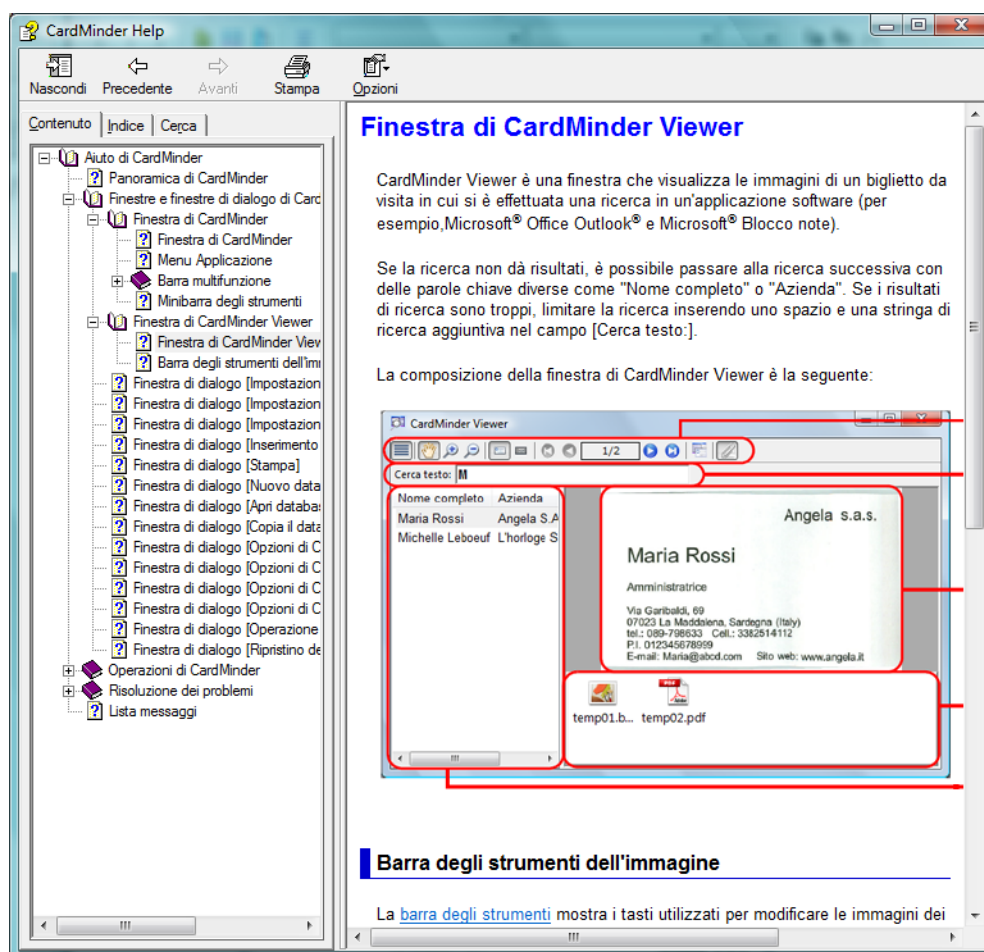 CardMinder Help
Nascondi Precedente Avanti Stampa Opzioni
Contenuto Indice Cerca
Aiuto di CardMinder
Panoramica di CardMinder
Finestre e finestre di dialogo di Card
Finestra di CardMinder
Finestra di CardMinder
Menu Applicazione
Barra multifunzione
Minibarra degli strumenti
Finestra di CardMinder Viewer
Finestra di CardMinder View
Barra degli strumenti dell'imm
Finestra di dialogo [Impostazion
Finestra di dialogo [Impostazion
Finestra di dialogo [Impostazion
Finestra di dialogo [Inserimento
Finestra di dialogo [Stampa]
Finestra di dialogo [Nuovo data
Finestra di dialogo [Apri databas
Finestra di dialogo [Copia il data
Finestra di dialogo [Opzioni di C
Finestra di dialogo [Opzioni di C
Finestra di dialogo [Opzioni di C
Finestra di dialogo [Operazione
Finestra di dialogo [Ripristino de
Operazioni di CardMinder
Risoluzione dei problemi
Lista messaggi
Finestra di CardMinder Viewer
CardMinder Viewer è una finestra che visualizza le immagini di un biglietto da
visita in cui si è effettuata una ricerca in un'applicazione software (per
esempio,Microsoft® Office Outlook® e Microsoft® Blocco note).
Se la ricerca non dà risultati, è possibile passare alla ricerca successiva con
delle parole chiave diverse come "Nome completo" o "Azienda". Se i risultati
di ricerca sono troppi, limitare la ricerca inserendo uno spazio e una stringa di
ricerca aggiuntiva nel campo [Cerca testo:].
La composizione della finestra di CardMinder Viewer è la seguente:
CardMinder Viewer
1/2
Cerca testo: M
Nome completo Azienda
Maria Rossi Angela S.A
Michelle Leboeuf L'horloge S
Angela s.a.s.
Maria Rossi
Amministratrice
Via Garibaldi, 69
07023 La Maddalena, Sardegna (Italy)
tel.: 089-798633 Cell.: 3382514112
P.I. 012345678999
E-mail: Maria@abcd.com Sito web: www.angela.it
PDF
temp01.b... temp02.pdf
Barra degli strumenti dell'immagine
La barra degli strumenti mostra i tasti utilizzati per modificare le immagini dei